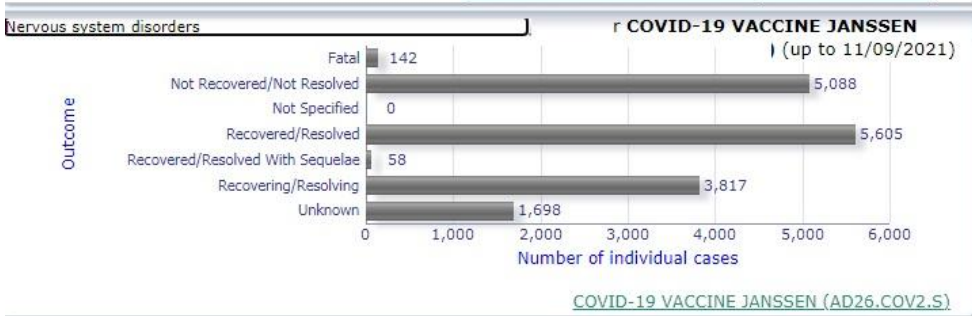 Nervous system disorders
r COVID-19 VACCINE JANSSEN
) (up to 11/09/2021)
Outcome
Fatal 142
Not Recovered/Not Resolved 5,088
Not Specified 0
Recovered/Resolved 5,605
Recovered/Resolved With Sequelae 58
Recovering/Resolving 3,817
Unknown 1,698
0 1,000 2,000 3,000 4,000 5,000 6,000
Number of individual cases
COVID-19 VACCINE JANSSEN (AD26.COV2.S)